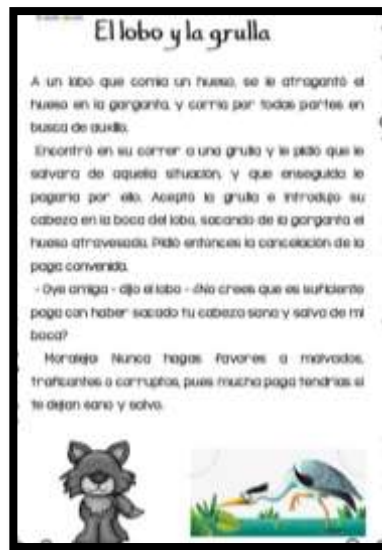 El lobo y la grulla
A un lobo que comía un hueso, se le atragantó el
hueso en la garganta, y corría por todas partes en
busca de auxilio.
Encontró en su correr a una grulla y le pidió que le
salvara de aquella situación, y que enseguida le
pagaría por ello. Aceptó la grulla e introdujo su
cabeza en la boca del lobo, sacando de la garganta el
hueso atravesado. Pidió entonces la cancelación de la
paga convenida.
- Oye amiga - dijo el lobo - ¿No crees que es suficiente
paga con haber sacado tu cabeza sana y salva de mi
boca?
Moraleja: Nunca hagas favores a malvados,
traficantes o corruptos, pues mucha paga tendrías si
te dejan sano y salvo.